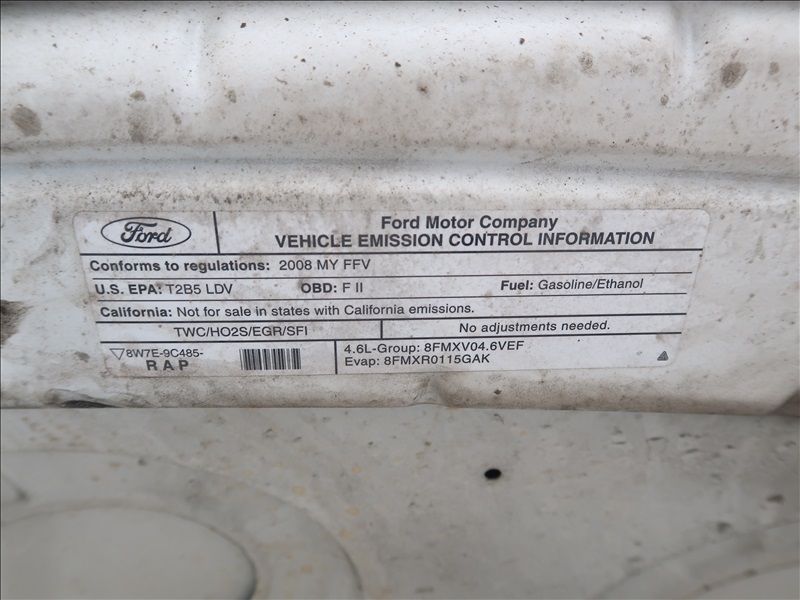 Ford
Ford Motor Company
VEHICLE EMISSION CONTROL INFORMATION
Conforms to regulations: 2008 MY FFV
U.S. EPA: T2B5 LDV OBD: F II Fuel: Gasoline/Ethanol
California: Not for sale in states with California emissions.
TWC/HO2S/EGR/SFI No adjustments needed.
8W7E-9C485-
RAP
4.6L-Group: 8FMXV04.6VEF
Evap: 8FMXR0115GAK